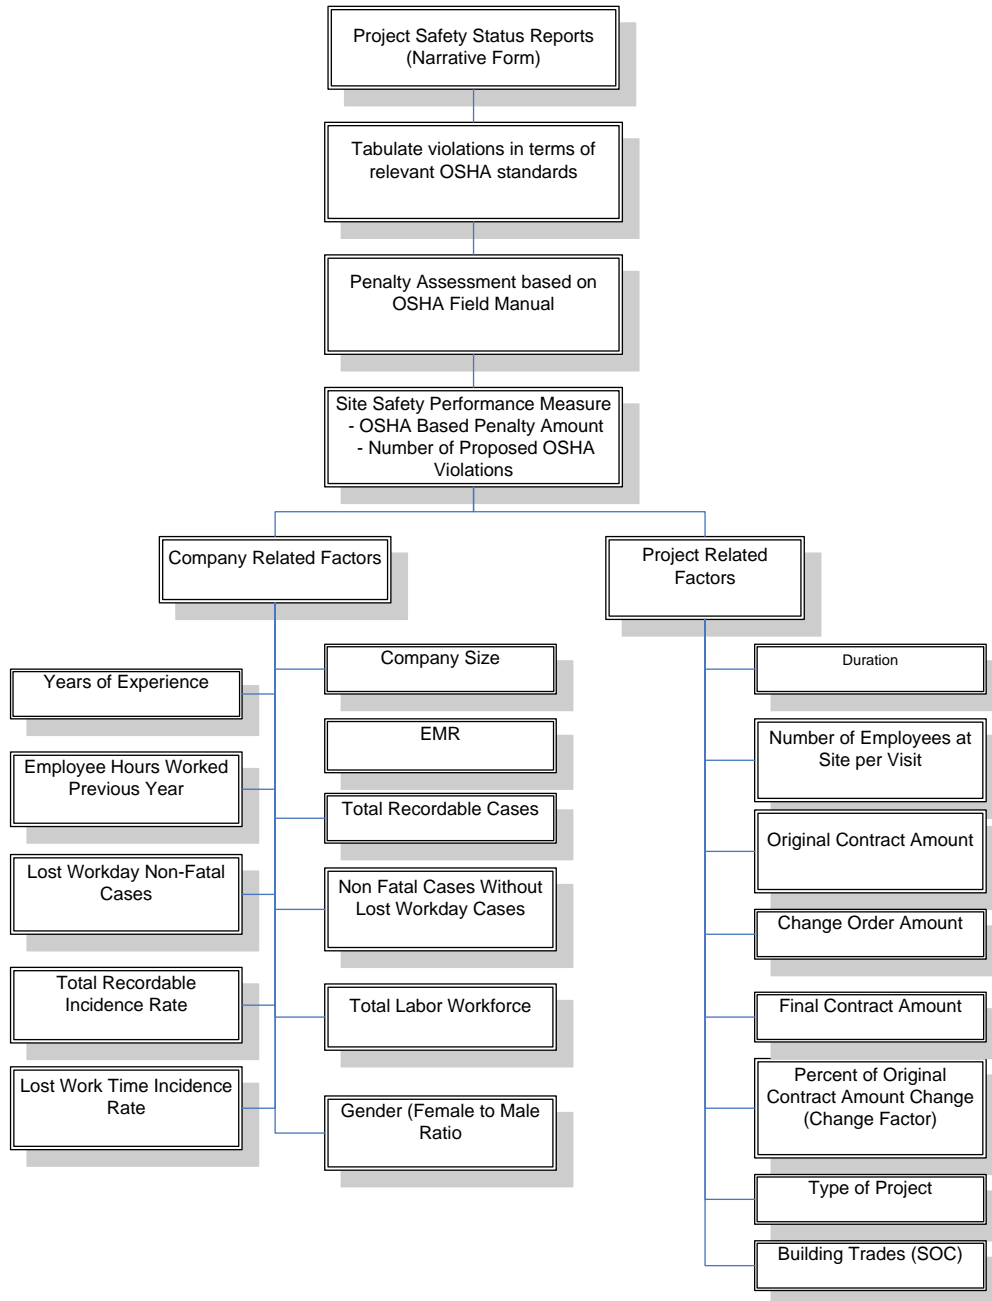 Project Safety Status Reports
(Narrative Form)
Tabulate violations in terms of
relevant OSHA standards
Penalty Assessment based on
OSHA Field Manual
Site Safety Performance Measure
- OSHA Based Penalty Amount
- Number of Proposed OSHA
Violations
Company Related Factors
Project Related
Factors
Years of Experience
Employee Hours Worked
Previous Year
Lost Workday Non-Fatal
Cases
Total Recordable
Incidence Rate
Lost Work Time Incidence
Rate
Company Size
EMR
Total Recordable Cases
Non Fatal Cases Without
Lost Workday Cases
Total Labor Workforce
Gender (Female to Male
Ratio
Duration
Number of Employees at
Site per Visit
Original Contract Amount
Change Order Amount
Final Contract Amount
Percent of Original
Contract Amount Change
(Change Factor)
Type of Project
Building Trades (SOC)